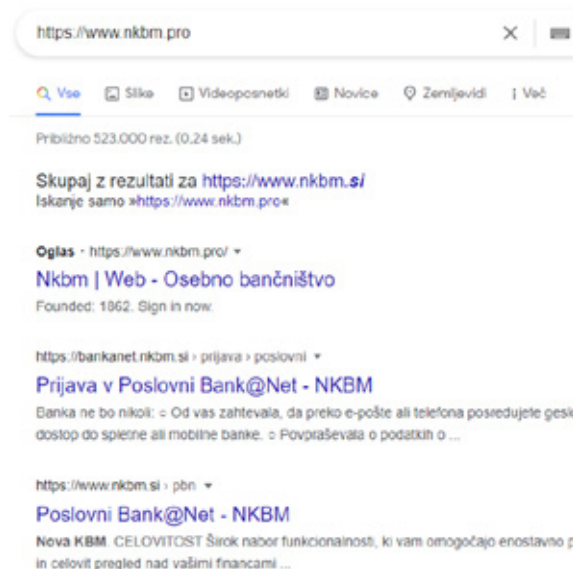 https://www.nkbm.pro
Vse Slike Videoposnetki Novice Zemljevidi Več
Približno 523.000 rez. (0,24 sek.)
Skupaj z rezultati za https://www.nkbm.si
Iskanje samo »https://www.nkbm.pro«
Oglas · https://www.nkbm.pro/
Nkbm | Web - Osebno bančništvo
Founded: 1862. Sign in now.
https://bankanet.nkbm.si › prijava › poslovni
Prijava v Poslovni Bank@Net - NKBM
Banka ne bo nikoli: ○ Od vas zahtevala, da preko e-pošte ali telefona posredujete gesk
dostop do spletne ali mobilne banke. ○ Povpraševala o podatkih o ...
https://www.nkbm.si › pbn
Poslovni Bank@Net - NKBM
Nova KBM. CELOVITOST Širok nabor funkcionalnosti, ki vam omogočajo enostavno p
in celovit pregled nad vašimi financami ...